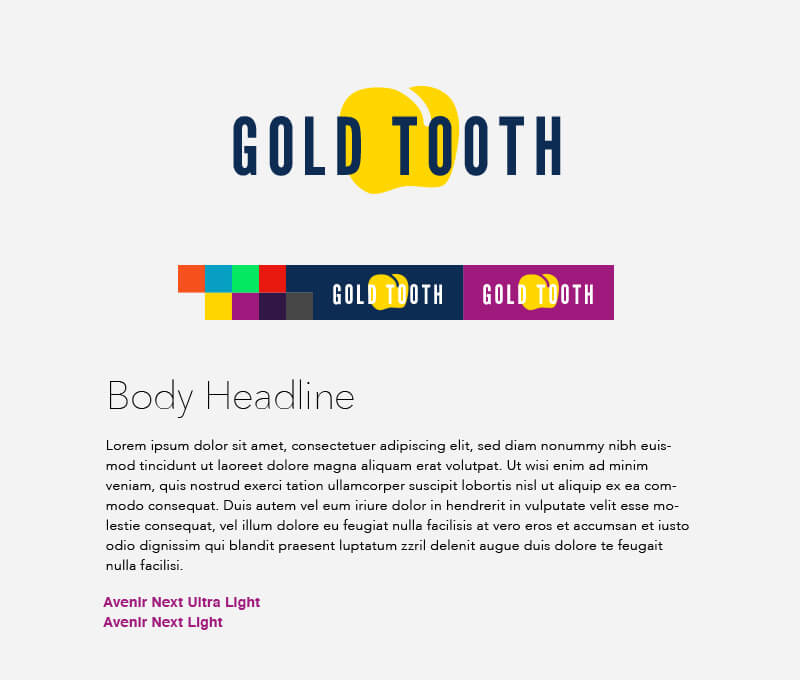 GOLD TOOTH
GOLD TOOTH
GOLD TOOTH
Body Headline
Lorem ipsum dolor sit amet, consectetuer adipiscing elit, sed diam nonummy nibh euis-
mod tincidunt ut laoreet dolore magna aliquam erat volutpat. Ut wisi enim ad minim
veniam, quis nostrud exerci tation ullamcorper suscipit lobortis nisl ut aliquip ex ea com-
modo consequat. Duis autem vel eum iriure dolor in hendrerit in vulputate velit esse mo-
lestie consequat, vel illum dolore eu feugiat nulla facilisis at vero eros et accumsan et iusto
odio dignissim qui blandit praesent luptatum zzril delenit augue duis dolore te feugait
nulla facilisi.
Avenir Next Ultra Light
Avenir Next Light